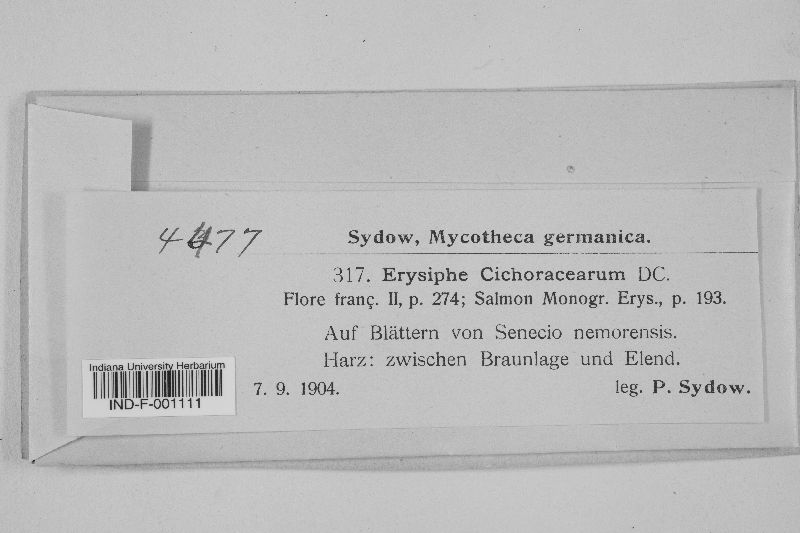 Sydow, Mycotheca germanica.
317. Erysiphe Cichoracearum DC.
Flore franç. II, p. 274; Salmon Monogr. Erys., p. 193.
Auf Blättern von Senecio nemorensis.
Harz: zwischen Braunlage und Elend.
7. 9. 1904. leg. P. Sydow.
Indiana University Herbarium
IND-F-001111